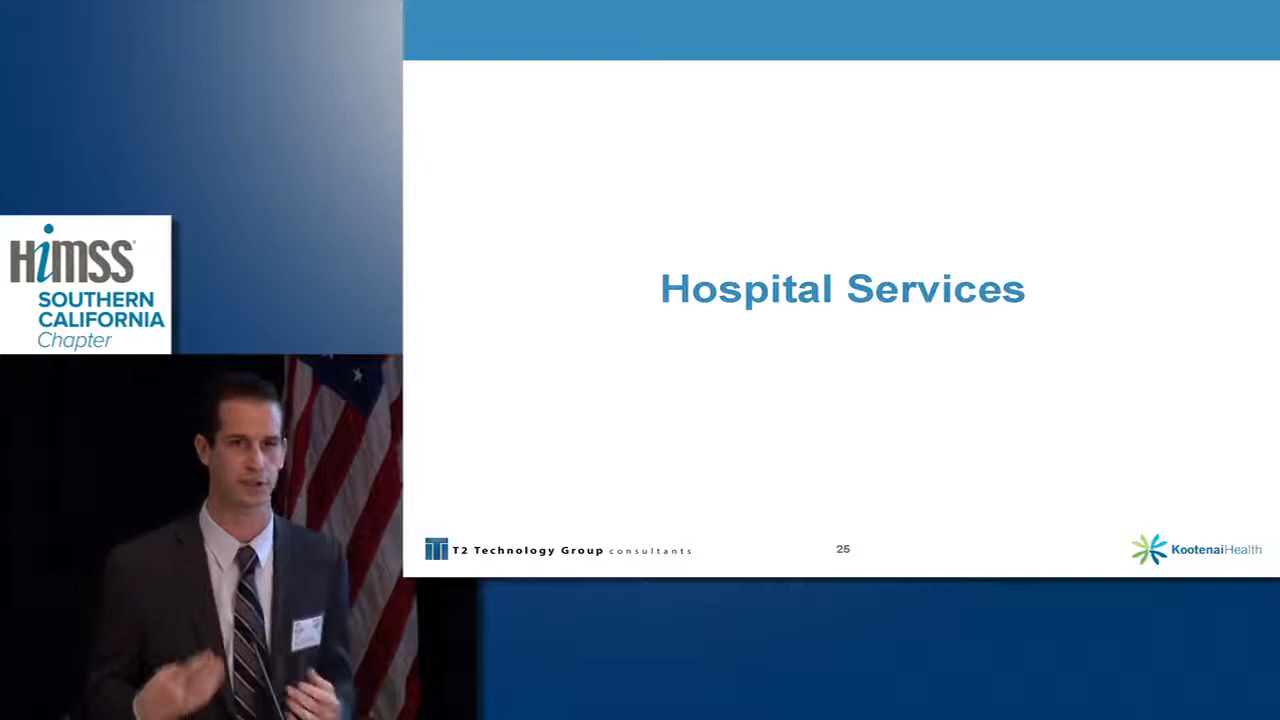 HiMSS
SOUTHERN
CALIFORNIA
Chapter
Hospital Services
T2 Technology Group consultants
25
KootenaiHealth